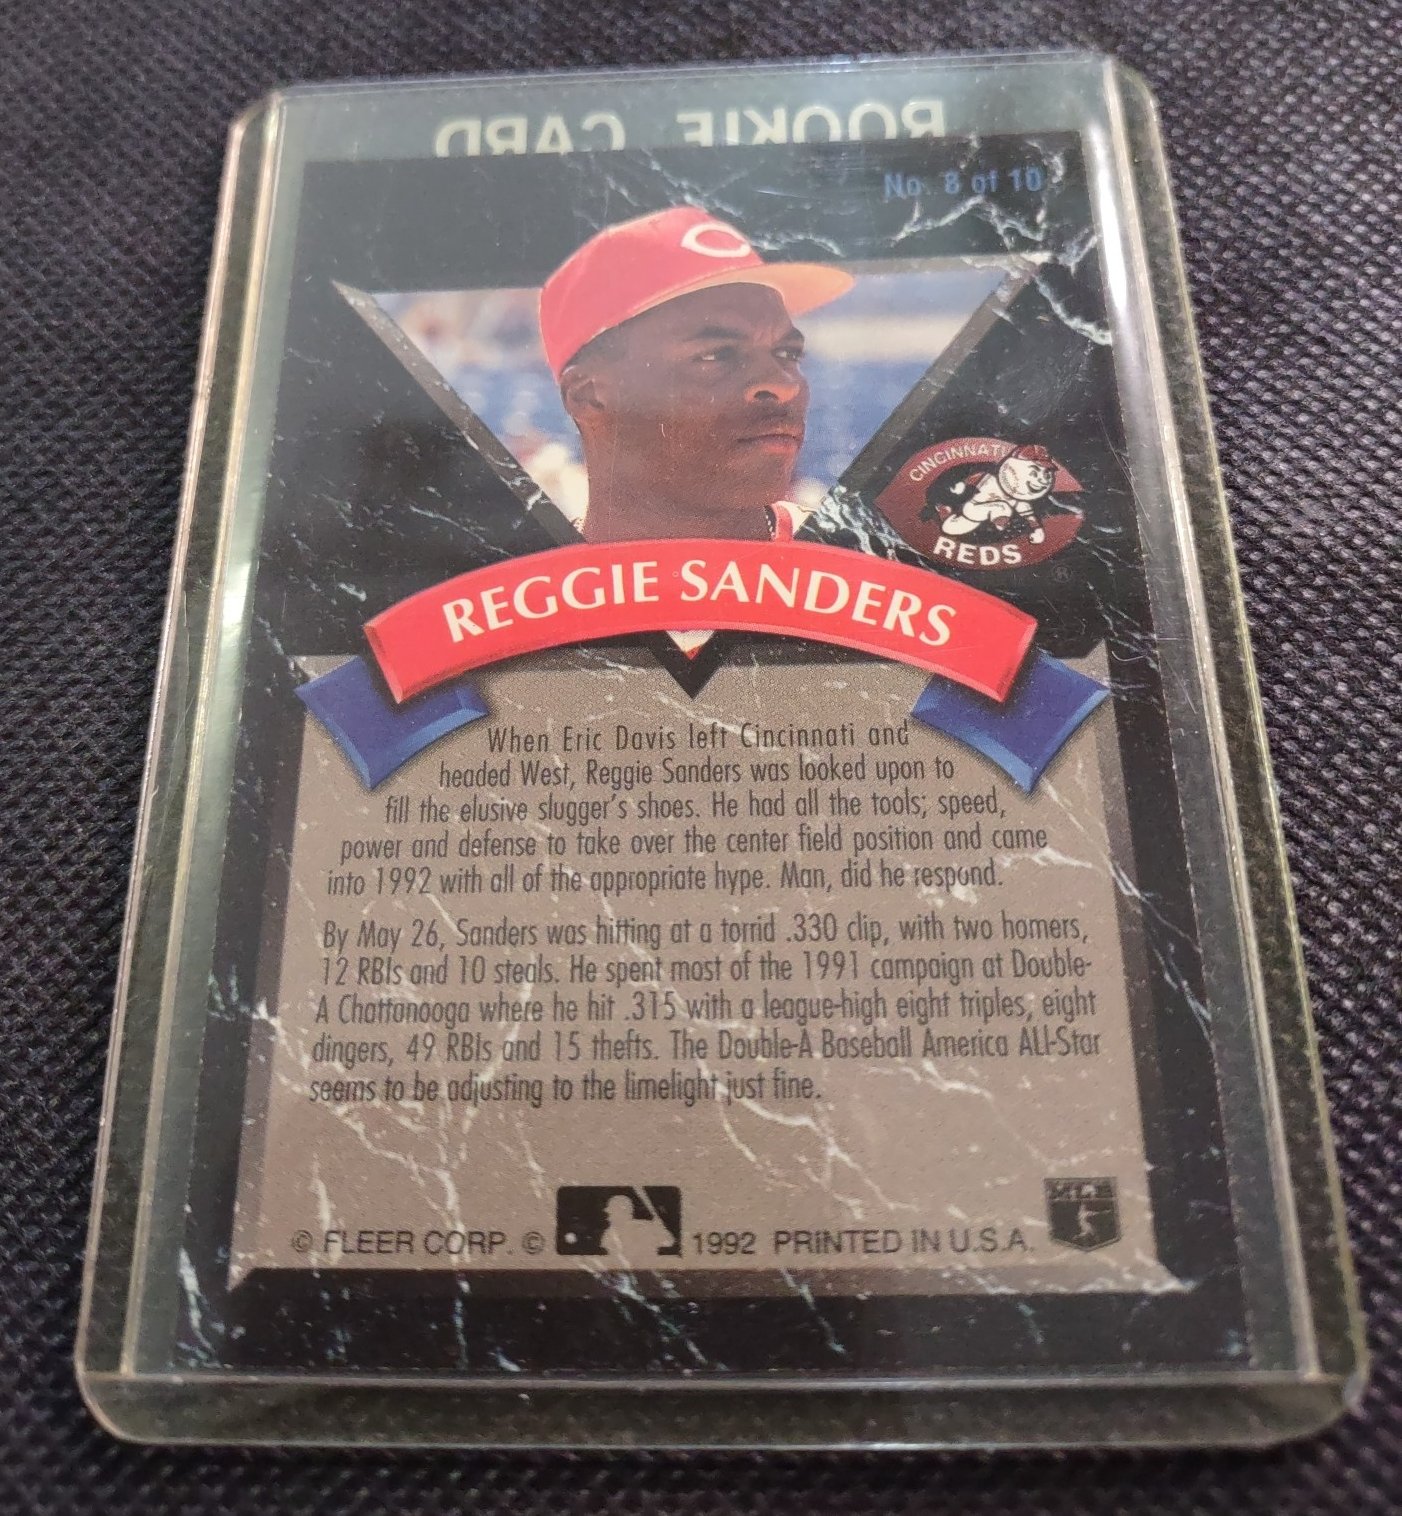 ROOKIE CARD
No. 8 of 10
CINCINNATI
REDS
®
REGGIE SANDERS
When Eric Davis left Cincinnati and
headed West, Reggie Sanders was looked upon to
fill the elusive slugger's shoes. He had all the tools; speed,
power and defense to take over the center field position and came
into 1992 with all of the appropriate hype. Man, did he respond.
By May 26, Sanders was hitting at a torrid .330 clip, with two homers,
12 RBIs and 10 steals. He spent most of the 1991 campaign at Double-
A Chattanooga where he hit .315 with a league-high eight triples, eight
dingers, 49 RBIs and 15 thefts. The Double-A Baseball America All-Star
seems to be adjusting to the limelight just fine.
© FLEER CORP. © 1992 PRINTED IN U.S.A.
MLB